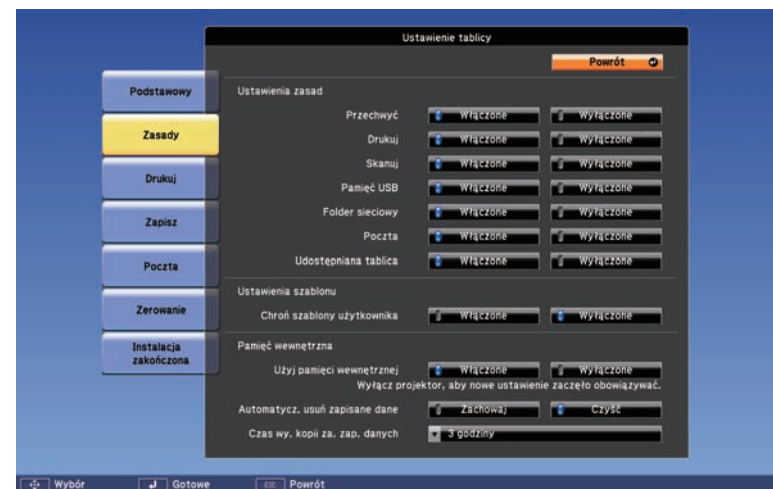 Ustawienie tablicy
Powrót
Podstawowy
Zasady
Drukuj
Zapisz
Poczta
Zerowanie
Instalacja
zakończona
Ustawienia zasad
Przechwyć Włączone Wyłączone
Drukuj Włączone Wyłączone
Skanuj Włączone Wyłączone
Pamięć USB Włączone Wyłączone
Folder sieciowy Włączone Wyłączone
Poczta Włączone Wyłączone
Udostępniana tablica Włączone Wyłączone
Ustawienia szablonu
Chroń szablony użytkownika Włączone Wyłączone
Pamięć wewnętrzna
Użyj pamięci wewnętrznej Włączone Wyłączone
Wyłącz projektor, aby nowe ustawienie zaczęło obowiązywać.
Automatycz. usuń zapisane dane Zachowaj Czyść
Czas wy. kopii za. zap. danych 3 godziny
Wybór Gotowe Esc Powrót